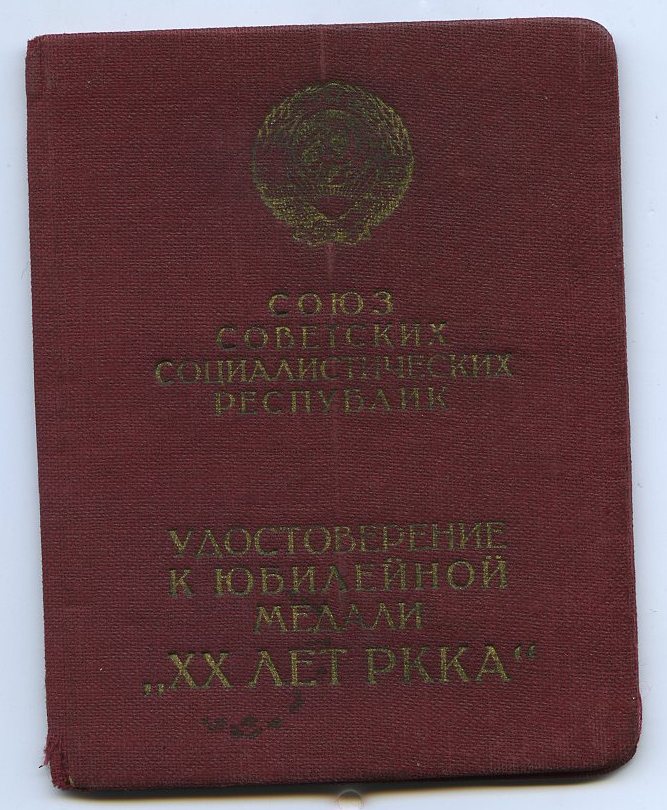 СОЮЗ
СОВЕТСКИХ
СОЦИАЛИСТИЧЕСКИХ
РЕСПУБЛИК
УДОСТОВЕРЕНИЕ
К ЮБИЛЕЙНОЙ
МЕДАЛИ
„XX ЛЕТ РККА“